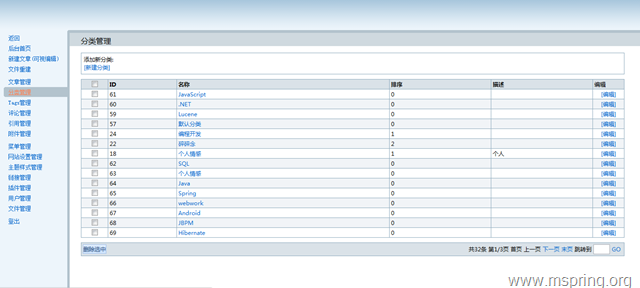 返回
后台首页
新建文章(可视编辑)
文件重建
文章管理
分类管理
Tags管理
评论管理
引用管理
附件管理
菜单管理
网站设置管理
主题样式管理
链接管理
插件管理
用户管理
文件管理
登出
分类管理
添加新分类:
[新建分类]
ID 名称 排序 描述 编辑
61 JavaScript 0 [编辑]
60 .NET 0 [编辑]
59 Lucene 0 [编辑]
57 默认分类 0 [编辑]
24 编程开发 1 [编辑]
22 碎碎念 2 [编辑]
18 个人情感 1 个人 [编辑]
62 SQL 0 [编辑]
63 个人情感 0 [编辑]
64 Java 0 [编辑]
65 Spring 0 [编辑]
66 webwork 0 [编辑]
67 Android 0 [编辑]
68 JBPM 0 [编辑]
69 Hibernate 0 [编辑]
删除选中 共32条 第1/3页 首页 上一页 下一页 末页 跳转到 GO
www.mspring.org